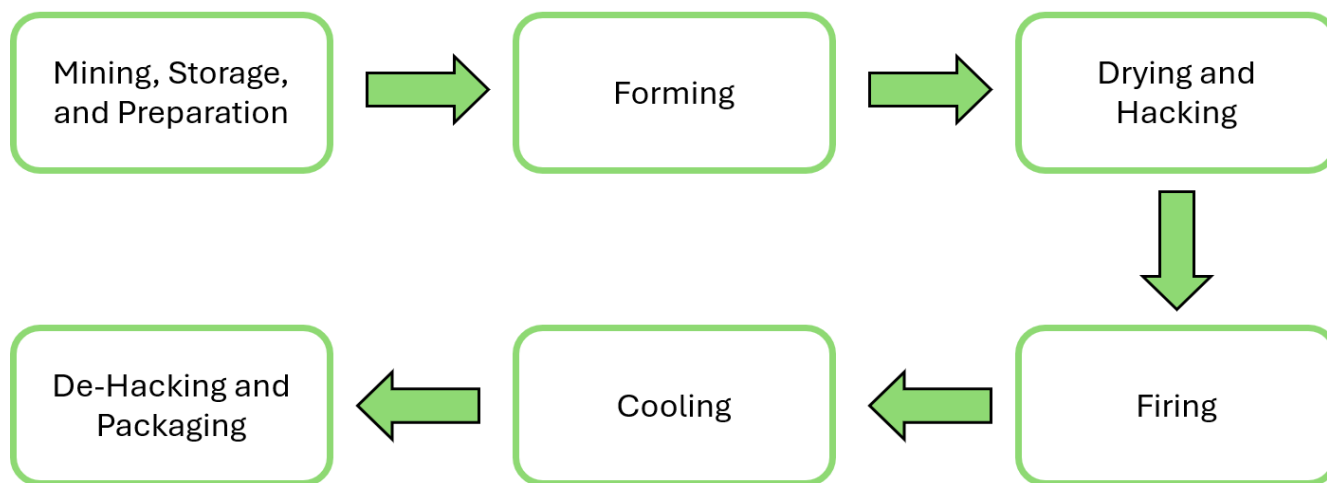 Mining, Storage,
and Preparation
Forming
Drying and
Hacking
Firing
Cooling
De-Hacking and
Packaging